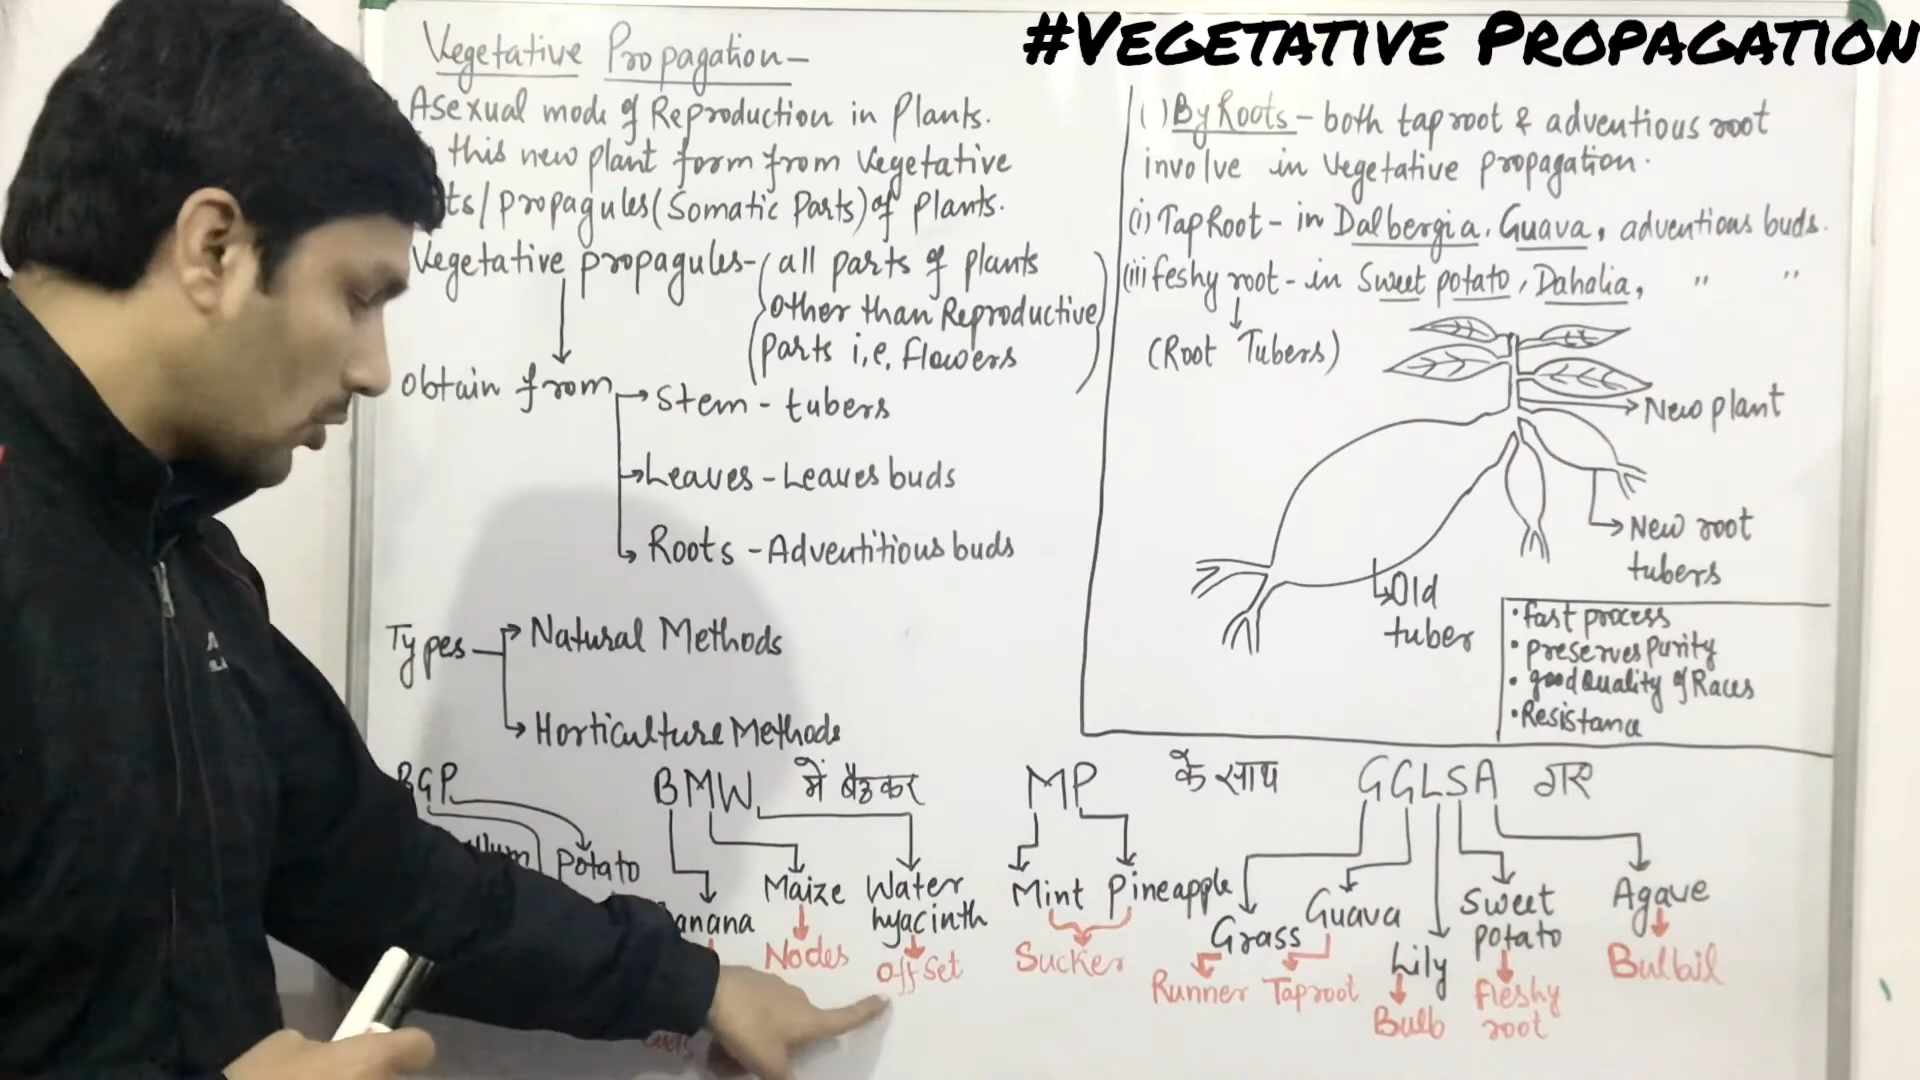 #VEGETATIVE PROPAGATION
Vegetative Propagation-
Asexual mode of Reproduction in Plants.
this new plant form from Vegetative
/propagules (Somatic Parts) of plants.
Vegetative propagules- (all parts of plants
other than Reproductive
parts i,e, flowers)
Obtain from
Stem - tubers
Leaves - Leaves buds
Roots - Adventitious buds
Types
Natural Methods
Horticulture Methods
(i) By Roots - both tap root & adventious root
involve in vegetative propagation.
(i) Tap Root - in Dalbergia, Guava, adventious buds.
(ii) feshy root - in Sweet potato, Dahalia, " "
(Root Tubers)
New plant
New root
tubers
Old
tuber
• fast process
• preserves purity
• good Quality of Races
• Resistance
BGP BMW में बैठकर MP के साथ GGLSA गए
Potato
Banana
Maize
Nodes
Water
hyacinth
Off set
Mint Pineapple
Sucker
Grass
Runner
Guava
Taproot
Lily
Bulb
Sweet
potato
Fleshy
root
Agave
Bulbil